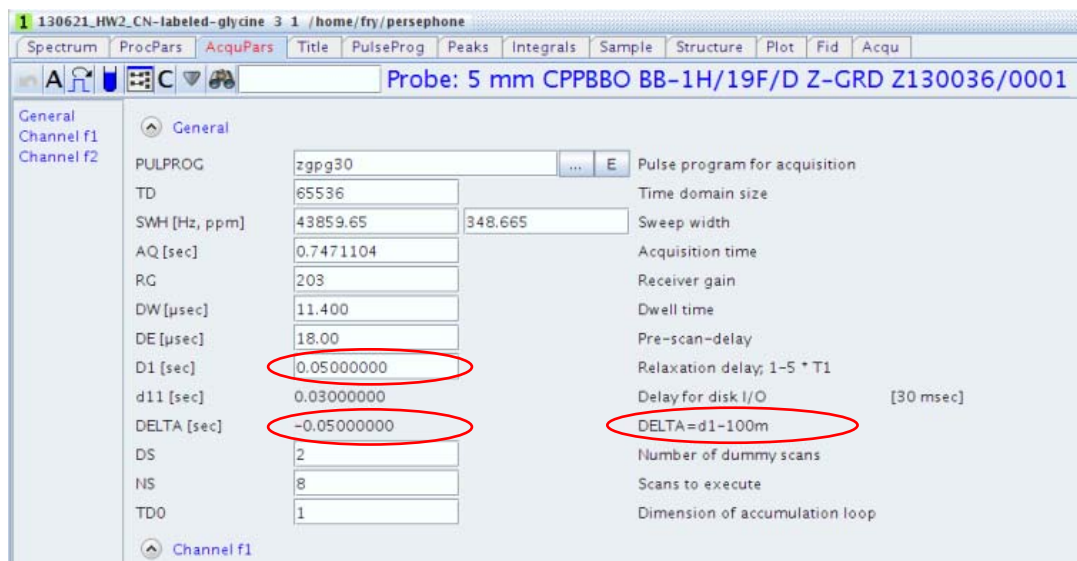 1 130621_HW2_CN-labeled-glycine 3 1 /home/fry/persephone
Spectrum ProcPars AcquPars Title PulseProg Peaks Integrals Sample Structure Plot Fid Acqu
A C Probe: 5 mm CPPBBO BB-1H/19F/D Z-GRD Z130036/0001
General
Channel f1
Channel f2
General
PULPROG zgpg30 ... E Pulse program for acquisition
TD 65536 Time domain size
SWH [Hz, ppm] 43859.65 348.665 Sweep width
AQ [sec] 0.7471104 Acquisition time
RG 203 Receiver gain
DW [µsec] 11.400 Dwell time
DE [µsec] 18.00 Pre-scan-delay
D1 [sec] 0.05000000 Relaxation delay; 1-5 * T1
d11 [sec] 0.03000000 Delay for disk I/O [30 msec]
DELTA [sec] -0.05000000 DELTA=d1-100m
DS 2 Number of dummy scans
NS 8 Scans to execute
TD0 1 Dimension of accumulation loop
Channel f1